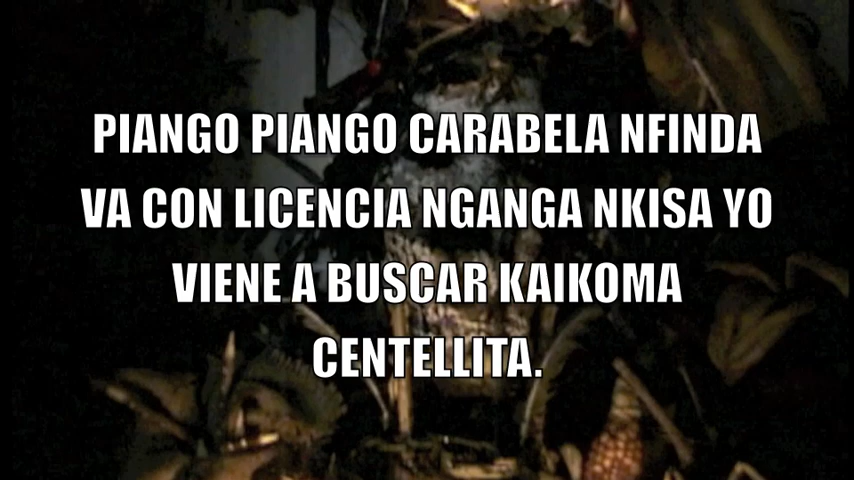 PIANGO PIANGO CARABELA NFINDA
VA CON LICENCIA NGANGA NKISA YO
VIENE A BUSCAR KAIKOMA
CENTELLITA.